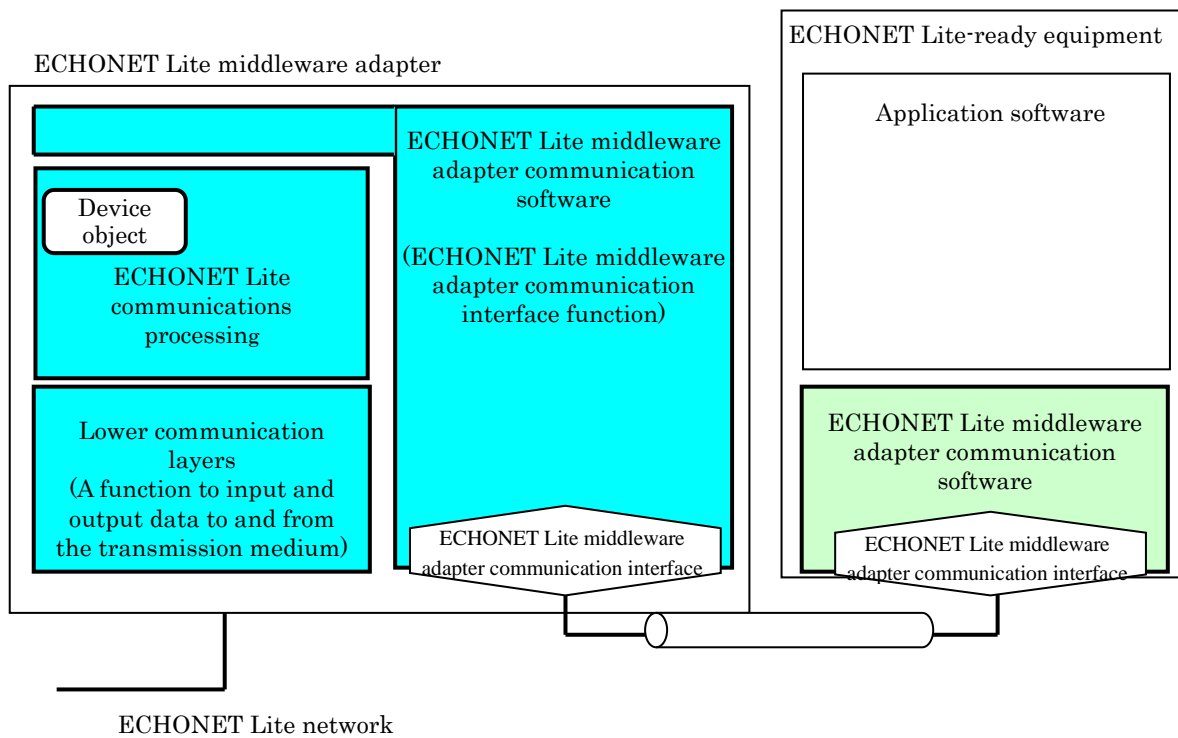 ECHONET Lite middleware adapter
ECHONET Lite middleware
adapter communication
software
(ECHONET Lite middleware
adapter communication
interface function)
Device
object
ECHONET Lite
communications
processing
Lower communication
layers
(A function to input and
output data to and from
the transmission medium)
ECHONET Lite middleware
adapter communication interface
ECHONET Lite network
ECHONET Lite-ready equipment
Application software
ECHONET Lite middleware
adapter communication
software
ECHONET Lite middleware
adapter communication interface